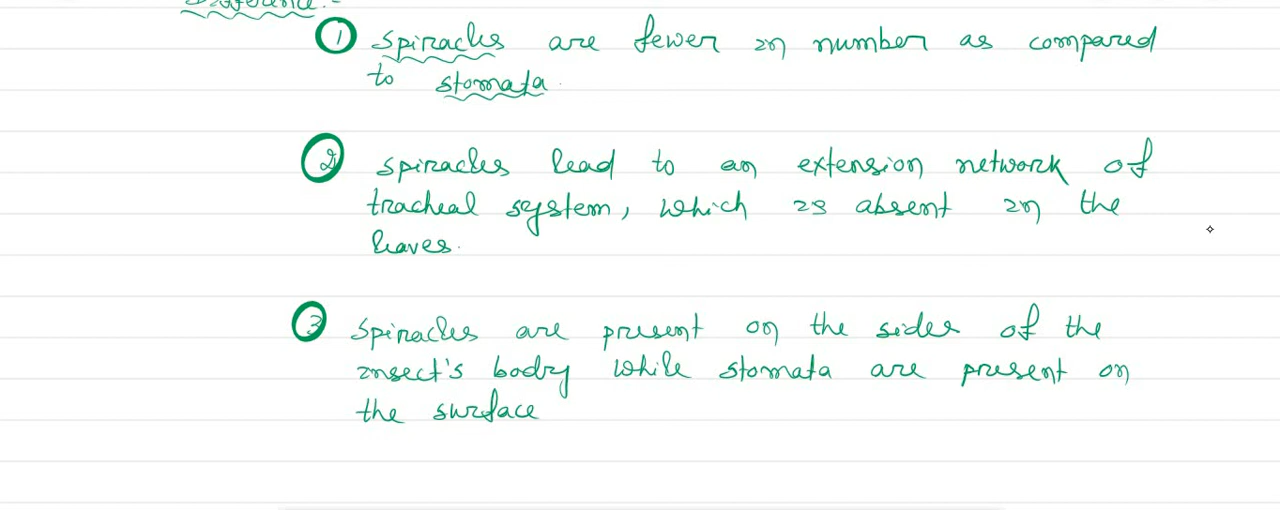 Difference:-
① Spiracles are fewer in number as compared
to stomata.
② Spiracles lead to an extension network of
tracheal system, which is absent in the
leaves.
③ Spiracles are present on the sides of the
insect's body while stomata are present on
the surface